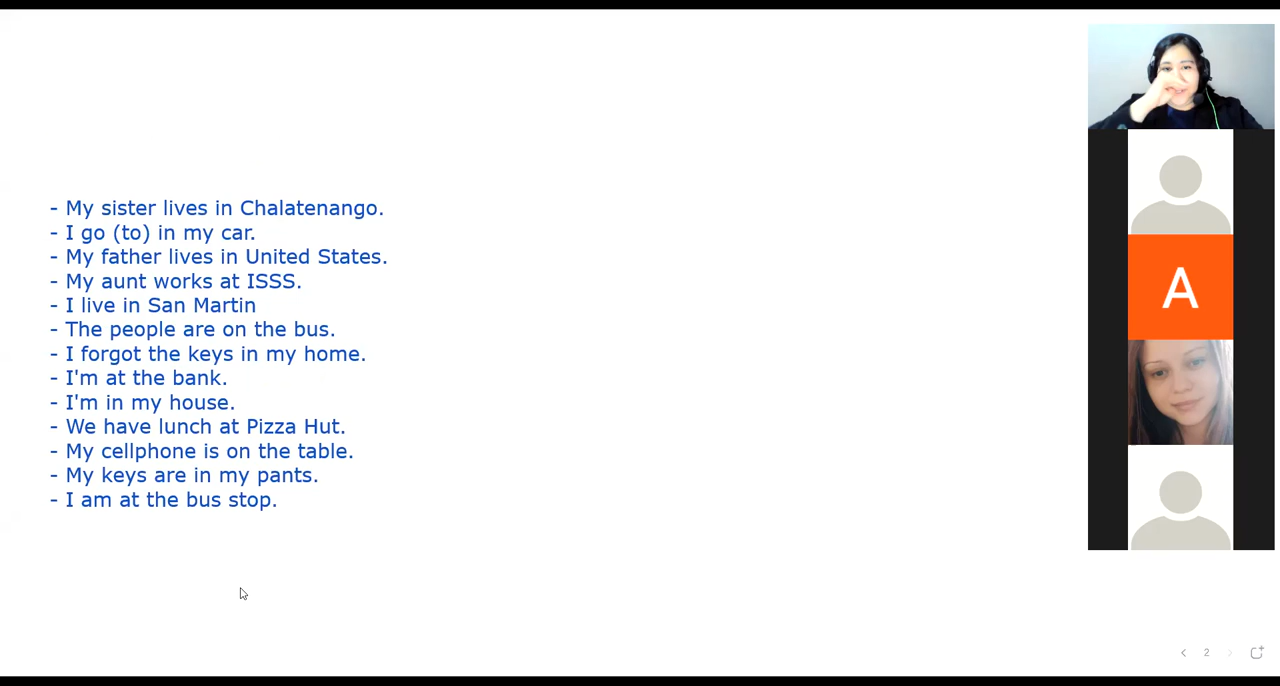 - My sister lives in Chalatenango.
- I go (to) in my car.
- My father lives in United States.
- My aunt works at ISSS.
- I live in San Martin
- The people are on the bus.
- I forgot the keys in my home.
- I'm at the bank.
- I'm in my house.
- We have lunch at Pizza Hut.
- My cellphone is on the table.
- My keys are in my pants.
- I am at the bus stop.
A
2